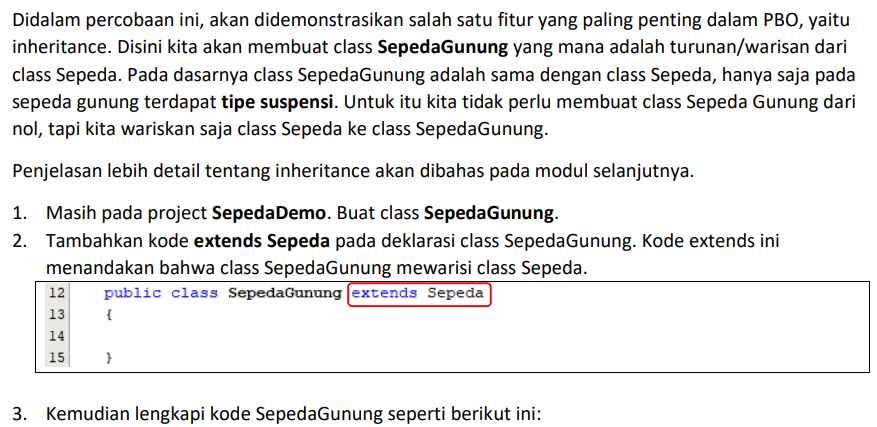 Didalam percobaan ini, akan didemonstrasikan salah satu fitur yang paling penting dalam PBO, yaitu
inheritance. Disini kita akan membuat class SepedaGunung yang mana adalah turunan/warisan dari
class Sepeda. Pada dasarnya class SepedaGunung adalah sama dengan class Sepeda, hanya saja pada
sepeda gunung terdapat tipe suspensi. Untuk itu kita tidak perlu membuat class Sepeda Gunung dari
nol, tapi kita wariskan saja class Sepeda ke class SepedaGunung.
Penjelasan lebih detail tentang inheritance akan dibahas pada modul selanjutnya.
1. Masih pada project SepedaDemo. Buat class SepedaGunung.
2. Tambahkan kode extends Sepeda pada deklarasi class SepedaGunung. Kode extends ini
menandakan bahwa class SepedaGunung mewarisi class Sepeda.
12 public class SepedaGunung extends Sepeda
13 {
14
15 }
3. Kemudian lengkapi kode SepedaGunung seperti berikut ini: